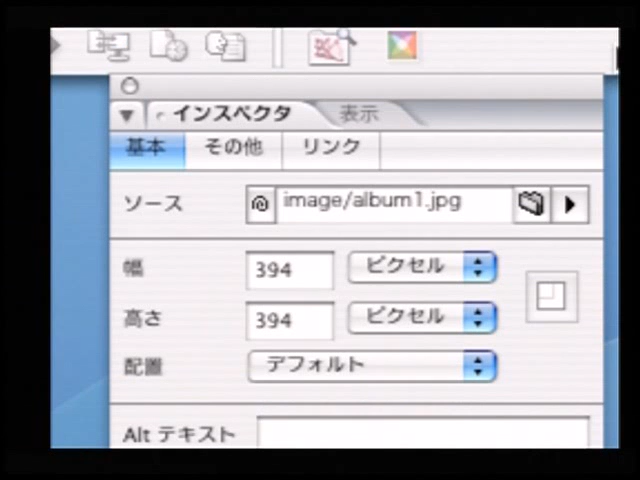 インスペクタ 表示
基本 その他 リンク
ソース image/album1.jpg
幅 394 ピクセル
高さ 394 ピクセル
配置 デフォルト
Alt テキスト